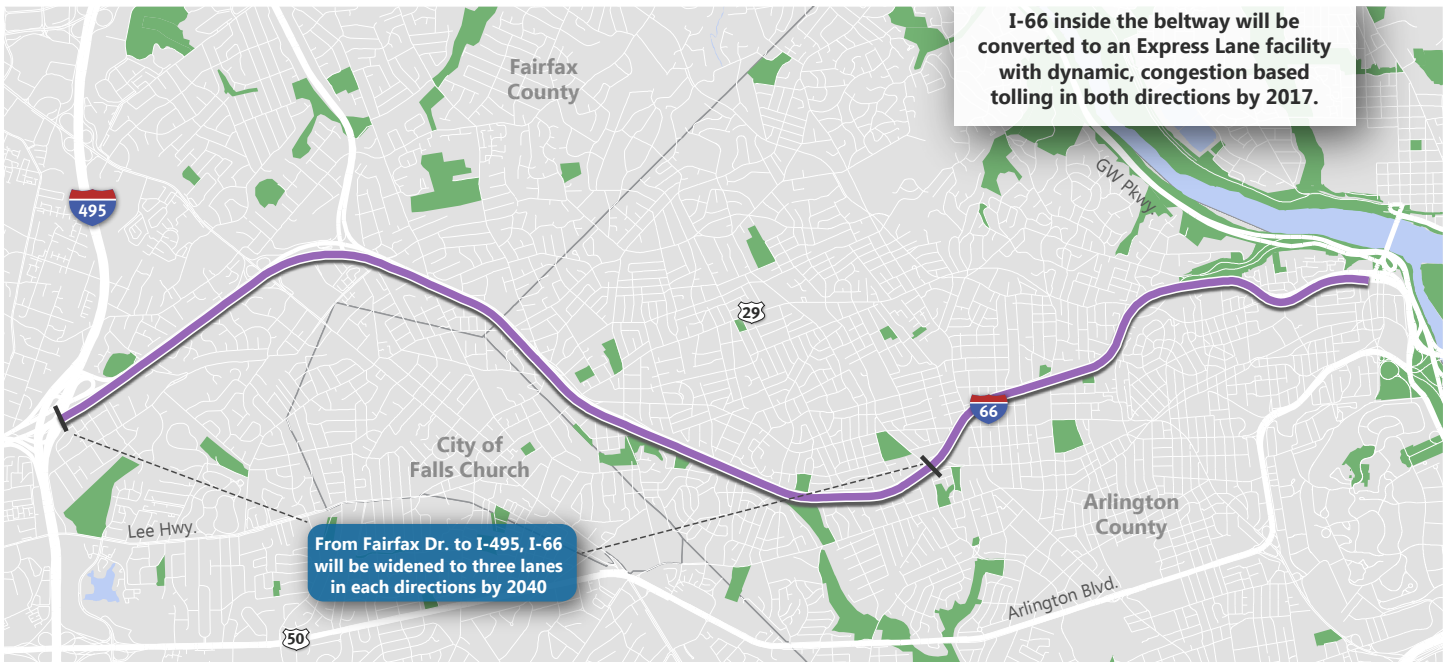 I-66 inside the beltway will be
converted to an Express Lane facility
with dynamic, congestion based
tolling in both directions by 2017.
Fairfax
County
GW Pkwy.
495
29
66
City of
Falls Church
Arlington
County
Lee Hwy.
From Fairfax Dr. to I-495, I-66
will be widened to three lanes
in each directions by 2040
Arlington Blvd.
50